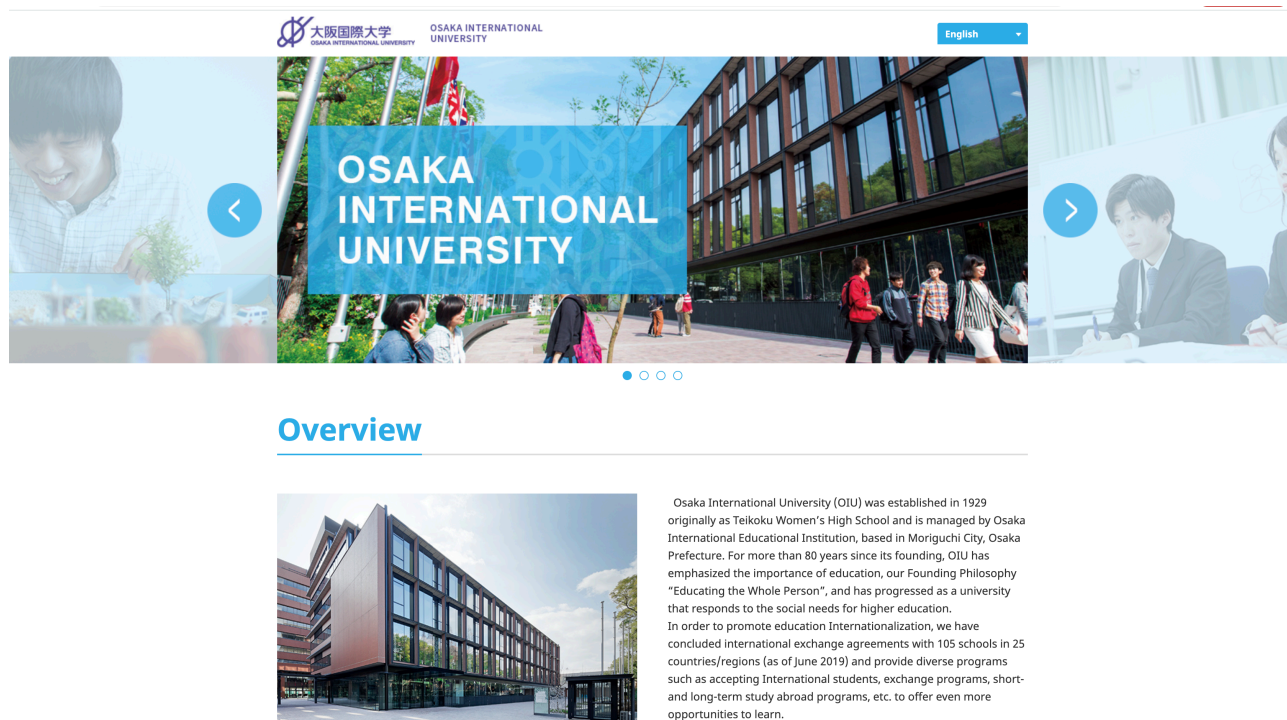 大阪国際大学
OSAKA INTERNATIONAL UNIVERSITY
OSAKA INTERNATIONAL
UNIVERSITY
English
OSAKA
INTERNATIONAL
UNIVERSITY
Overview
Osaka International University (OIU) was established in 1929
originally as Teikoku Women's High School and is managed by Osaka
International Educational Institution, based in Moriguchi City, Osaka
Prefecture. For more than 80 years since its founding, OIU has
emphasized the importance of education, our Founding Philosophy
“Educating the Whole Person”, and has progressed as a university
that responds to the social needs for higher education.
In order to promote education Internationalization, we have
concluded international exchange agreements with 105 schools in 25
countries/regions (as of June 2019) and provide diverse programs
such as accepting International students, exchange programs, short-
and long-term study abroad programs, etc. to offer even more
opportunities to learn.